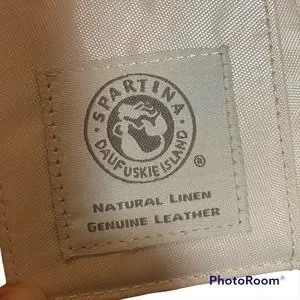 SPARTINA
DAUFUSKIE ISLAND
®
NATURAL LINEN
GENUINE LEATHER
PhotoRoom®